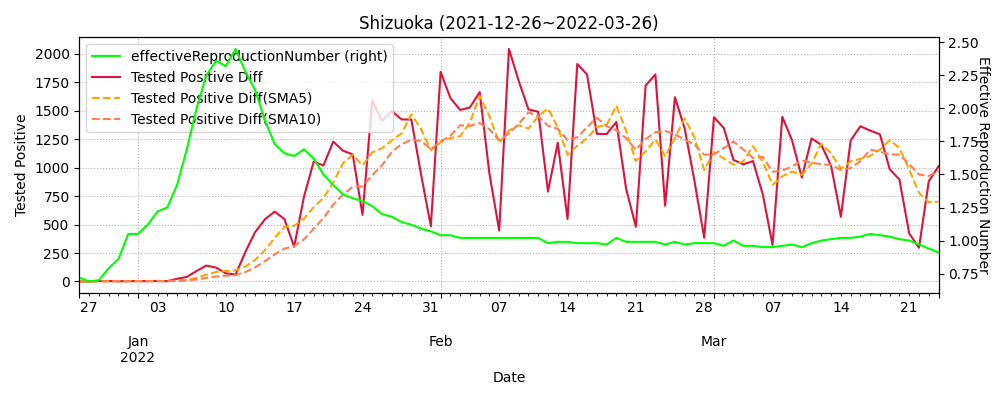 Shizuoka (2021-12-26~2022-03-26)
effectiveReproductionNumber (right)
Tested Positive Diff
Tested Positive Diff(SMA5)
Tested Positive Diff(SMA10)
Tested Positive
2000
1750
1500
1250
1000
750
500
250
0
2.50
2.25
2.00
1.75
1.50
1.25
1.00
0.75
Effective Reproduction Number
27 03 10 17 24 31 07 14 21 28 07 14 21
Jan Feb Mar
2022
Date